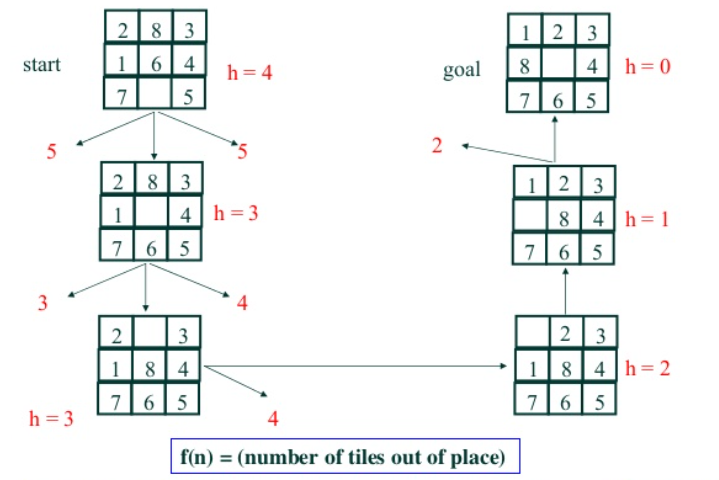 start
2 8 3
1 6 4
7 5
h = 4
5
5
2 8 3
1 4
7 6 5
h = 3
3
4
2 3
1 8 4
7 6 5
h = 3
4
goal
1 2 3
8 4
7 6 5
h = 0
2
1 2 3
8 4
7 6 5
h = 1
2 3
1 8 4
7 6 5
h = 2
f(n) = (number of tiles out of place)